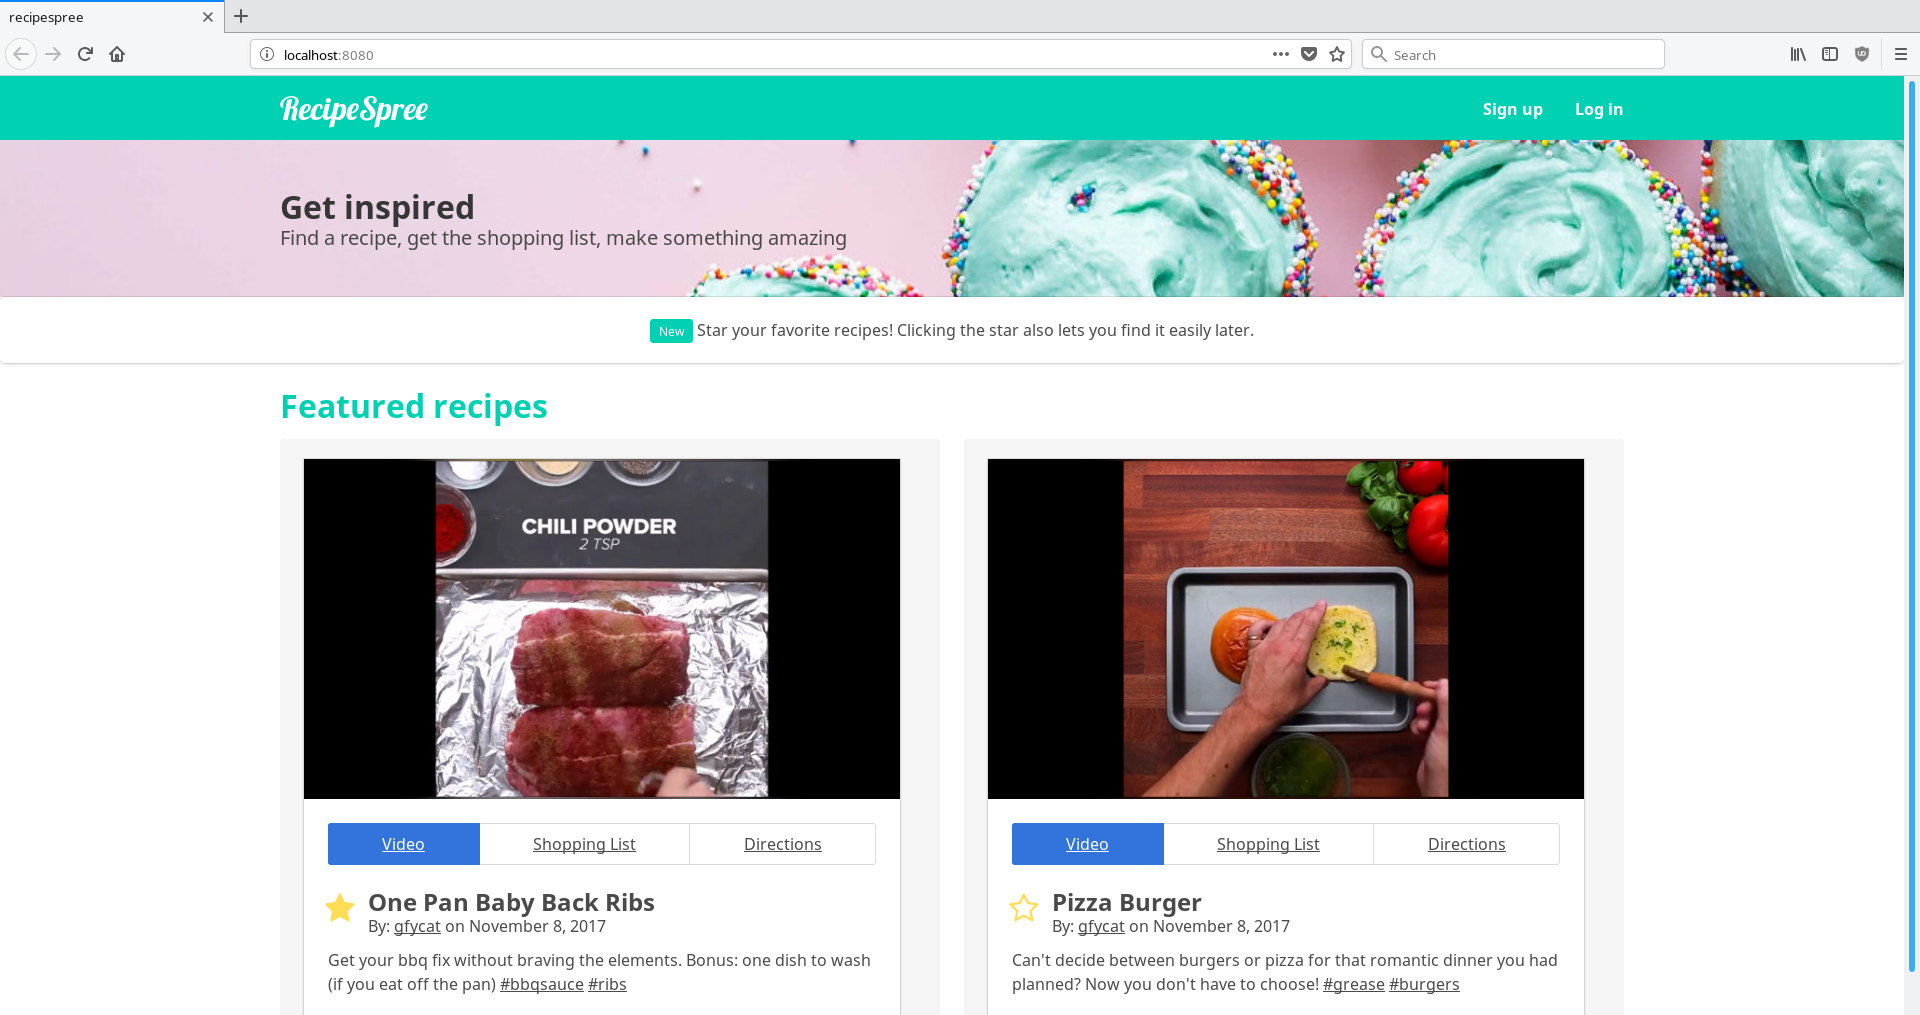 recipespree
localhost:8080
Search
RecipeSpree
Sign up
Log in
Get inspired
Find a recipe, get the shopping list, make something amazing
New Star your favorite recipes! Clicking the star also lets you find it easily later.
Featured recipes
CHILI POWDER
2 TSP
Video
Shopping List
Directions
One Pan Baby Back Ribs
By: gfycat on November 8, 2017
Get your bbq fix without braving the elements. Bonus: one dish to wash
(if you eat off the pan) #bbqsauce #ribs
Video
Shopping List
Directions
Pizza Burger
By: gfycat on November 8, 2017
Can't decide between burgers or pizza for that romantic dinner you had
planned? Now you don't have to choose! #grease #burgers